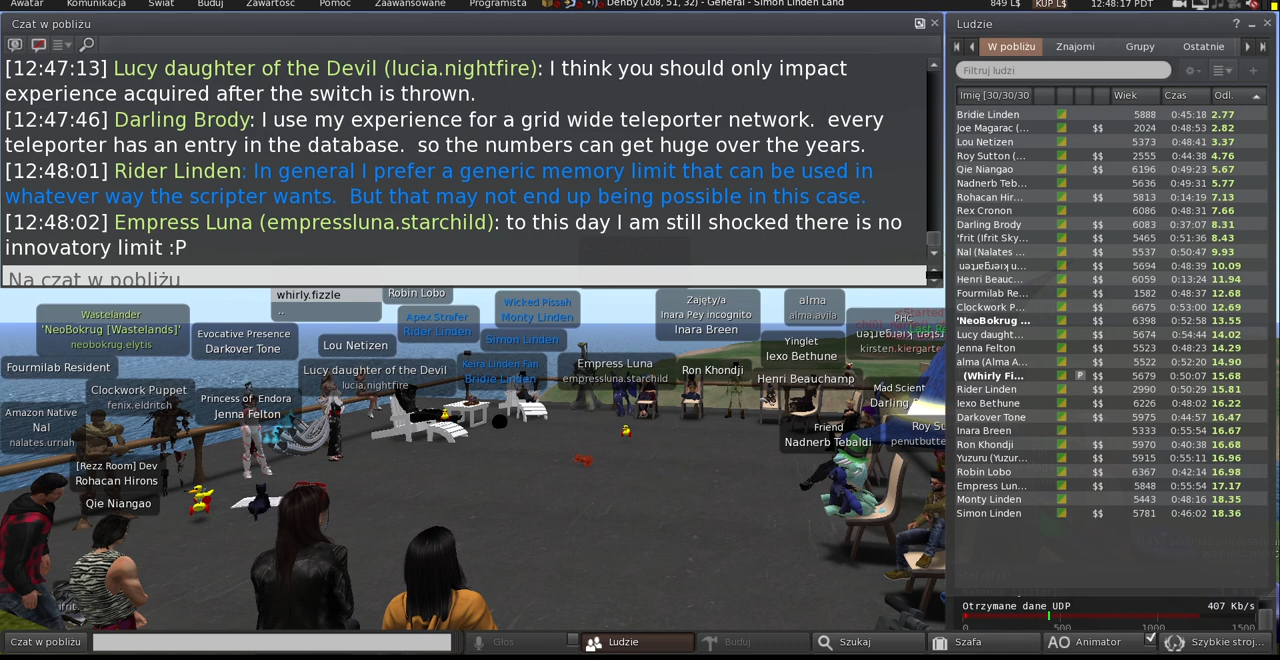 Awatar Komunikacja Świat Buduj Zawartość Pomoc Zaawansowane Programista Denby (208, 51, 32) - General - Simon Linden Land 849 L$ KUP L$ 12:48:17 PDT
Czat w pobliżu
[12:47:13] Lucy daughter of the Devil (lucia.nightfire): I think you should only impact
experience acquired after the switch is thrown.
[12:47:46] Darling Brody: I use my experience for a grid wide teleporter network.  every
teleporter has an entry in the database.  so the numbers can get huge over the years.
[12:48:01] Rider Linden: In general I prefer a generic memory limit that can be used in
whatever way the scripter wants.  But that may not end up being possible in this case.
[12:48:02] Empress Luna (empressluna.starchild): to this day I am still shocked there is no
innovatory limit :P
Na czat w pobliżu
whirly.fizzle
..
Robin Lobo
Wastelander
'NeoBokrug [Wastelands]'
neobokrug.elytis
Evocative Presence
Darkover Tone
Lou Netizen
Apex Strafer
Rider Linden
Wicked Pissah
Monty Linden
Simon Linden
Zajęty/a
Inara Pey incognito
Inara Breen
alma
alma.avila
PHC
kirsten.kiergarte
Yinglet
Iexo Bethune
Fourmilab Resident
Lucy daughter of the Devil
lucia.nightfire
Keira Linden Fan
Bridie Linden
Empress Luna
empressluna.starchild
Ron Khondji
Henri Beauchamp
Clockwork Puppet
fenix.eldritch
Princess of Endora
Jenna Felton
Mad Scient
Darling B
Amazon Native
Nal
nalates.urriah
Friend
Nadnerb Tebaldi
Roy Su
penutbutte
[Rezz Room] Dev
Rohacan Hirons
Qie Niangao
ifrit.
Ludzie
W pobliżu Znajomi Grupy Ostatnie
Filtruj ludzi
Imię [30/30/30 Wiek Czas Odl.
Bridie Linden 5888 0:45:18 2.77
Joe Magarac (... $$ 2024 0:48:53 2.82
Lou Netizen 5373 0:48:41 3.37
Roy Sutton (... $$ 2555 0:44:38 4.76
Qie Niangao $$ 6196 0:49:23 5.67
Nadnerb Teb... 5636 0:49:31 5.77
Rohacan Hir... $$ 5813 0:14:19 7.13
Rex Cronon 6086 0:48:31 7.66
Darling Brody $$ 6083 0:37:07 8.31
'frit (Ifrit Sky... $$ 5465 0:51:36 8.43
Nal (Nalates ... $$ 5537 0:50:47 9.93
$$ 5694 0:48:39 10.09
Henri Beauc... $$ 6059 0:13:24 11.94
Fourmilab Re... $$ 1582 0:48:37 12.68
Clockwork P... $$ 6675 0:53:00 12.69
'NeoBokrug ... $$ 6398 0:52:58 13.55
Lucy daught... $$ 5674 0:54:44 14.02
Jenna Felton $$ 5523 0:48:23 14.29
alma (Alma A... $$ 5522 0:52:20 14.90
(Whirly Fi... P $$ 5679 0:50:07 15.68
Rider Linden $$ 2990 0:50:29 15.81
Iexo Bethune $$ 6226 0:48:02 16.22
Darkover Tone $$ 5975 0:44:57 16.47
Inara Breen 5333 0:55:54 16.67
Ron Khondji $$ 5970 0:40:38 16.68
Yuzuru (Yuzur... $$ 5915 0:55:11 16.96
Robin Lobo $$ 6367 0:42:14 16.98
Empress Lun... $$ 5848 0:55:54 17.17
Monty Linden 5443 0:48:16 18.35
Simon Linden $$ 5781 0:46:02 18.36
Otrzymane dane UDP 407 Kb/s
0 500 1000 1500
Czat w pobliżu Głos Ludzie Buduj Szukaj Szafa AO Animator Szybkie stroj...